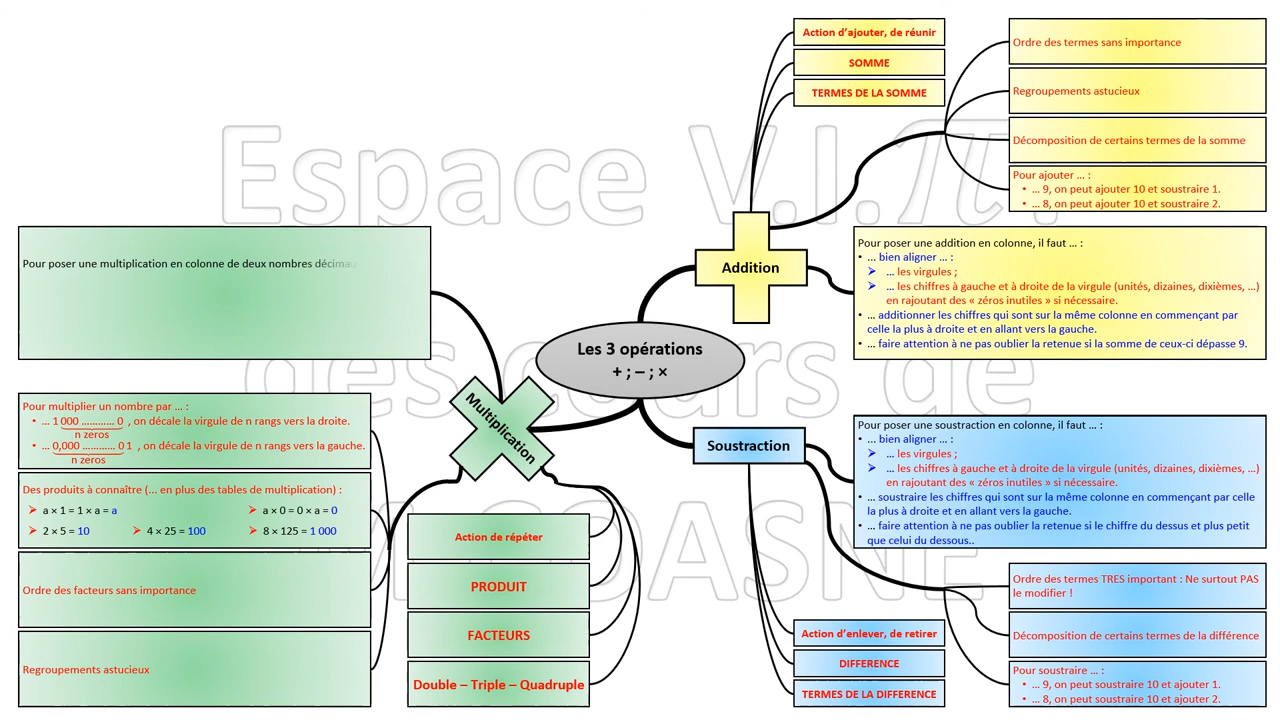 Action d'ajouter, de réunir
SOMME
TERMES DE LA SOMME
Ordre des termes sans importance
Regroupements astucieux
Décomposition de certains termes de la somme
Pour ajouter … :
• … 9, on peut ajouter 10 et soustraire 1.
• … 8, on peut ajouter 10 et soustraire 2.
Espace V.I.π.
des cours de
Addition
Pour poser une addition en colonne, il faut … :
• … bien aligner … :
➢ … les virgules ;
➢ … les chiffres à gauche et à droite de la virgule (unités, dizaines, dixièmes, …)
en rajoutant des « zéros inutiles » si nécessaire.
• … additionner les chiffres qui sont sur la même colonne en commençant par
celle la plus à droite et en allant vers la gauche.
• … faire attention à ne pas oublier la retenue si la somme de ceux-ci dépasse 9.
Pour poser une multiplication en colonne de deux nombres décimau
Les 3 opérations
+ ; – ; ×
Multiplication
Soustraction
Pour poser une soustraction en colonne, il faut … :
• … bien aligner … :
➢ … les virgules ;
➢ … les chiffres à gauche et à droite de la virgule (unités, dizaines, dixièmes, …)
en rajoutant des « zéros inutiles » si nécessaire.
• … soustraire les chiffres qui sont sur la même colonne en commençant par celle
la plus à droite et en allant vers la gauche.
• … faire attention à ne pas oublier la retenue si le chiffre du dessus et plus petit
que celui du dessous..
Pour multiplier un nombre par … :
• … 1 000 ………… 0 , on décale la virgule de n rangs vers la droite.
n zeros
• … 0,000 ………… 0 1 , on décale la virgule de n rangs vers la gauche.
n zeros
Des produits à connaître (… en plus des tables de multiplication) :
➢ a × 1 = 1 × a = a ➢ a × 0 = 0 × a = 0
➢ 2 × 5 = 10 ➢ 4 × 25 = 100 ➢ 8 × 125 = 1 000
Ordre des facteurs sans importance
Regroupements astucieux
Action de répéter
PRODUIT
FACTEURS
Double – Triple – Quadruple
Action d'enlever, de retirer
DIFFERENCE
TERMES DE LA DIFFERENCE
Ordre des termes TRES important : Ne surtout PAS
le modifier !
Décomposition de certains termes de la différence
Pour soustraire … :
• … 9, on peut soustraire 10 et ajouter 1.
• … 8, on peut soustraire 10 et ajouter 2.